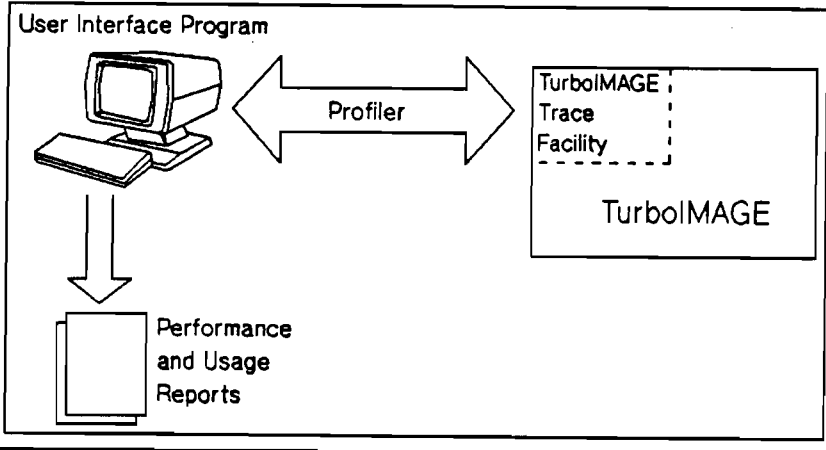 User Interface Program
Profiler
TurboIMAGE
Trace
Facility
TurboIMAGE
Performance
and Usage
Reports